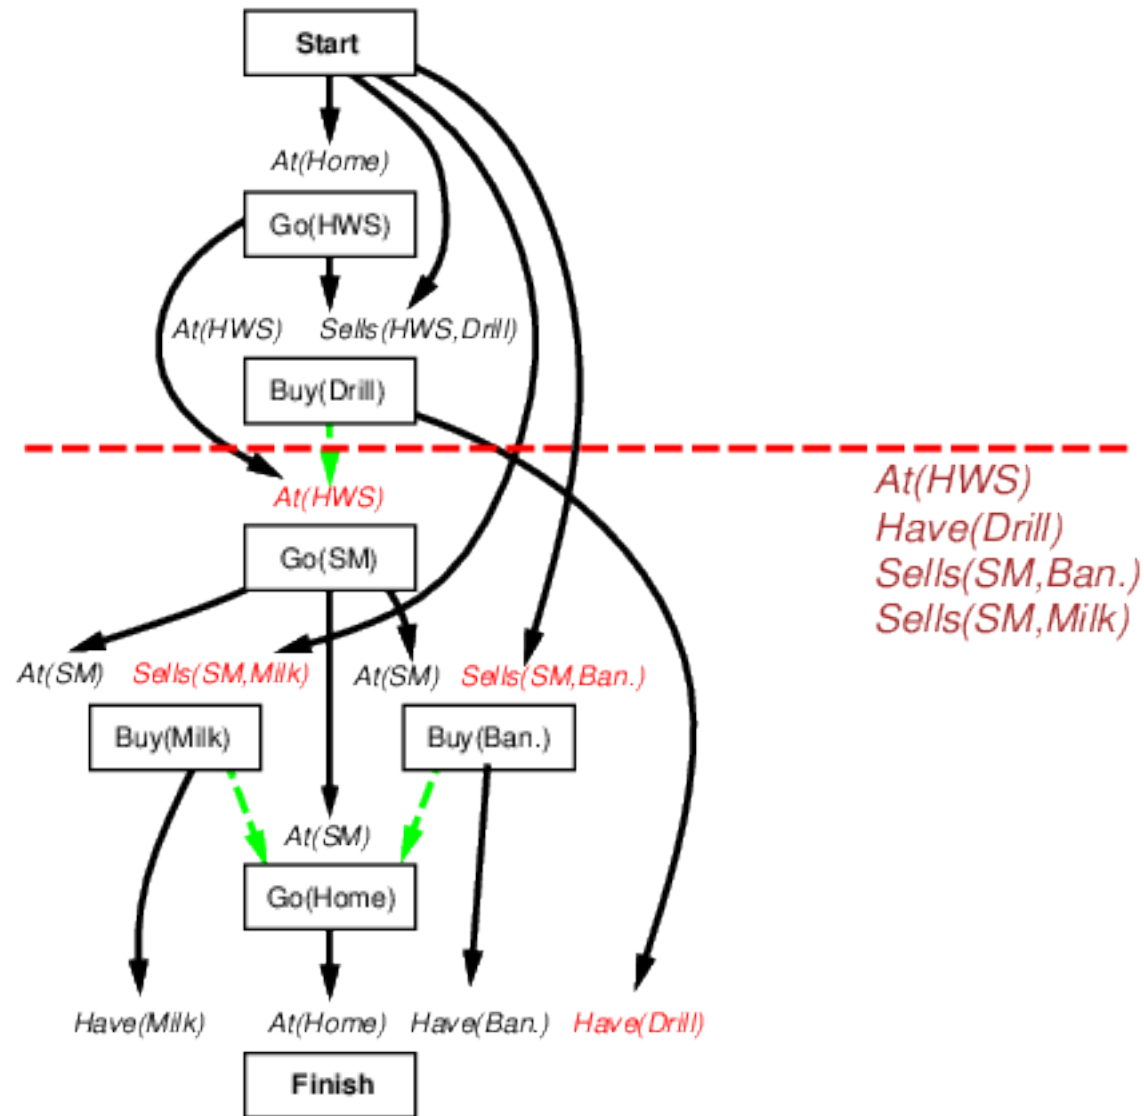 Start
At(Home)
Go(HWS)
At(HWS) Sells(HWS,Drill)
Buy(Drill)
At(HWS)
At(HWS)
Have(Drill)
Sells(SM,Ban.)
Sells(SM,Milk)
Go(SM)
At(SM) Sells(SM,Milk) At(SM) Sells(SM,Ban.)
Buy(Milk) Buy(Ban.)
At(SM)
Go(Home)
Have(Milk) At(Home) Have(Ban.) Have(Drill)
Finish